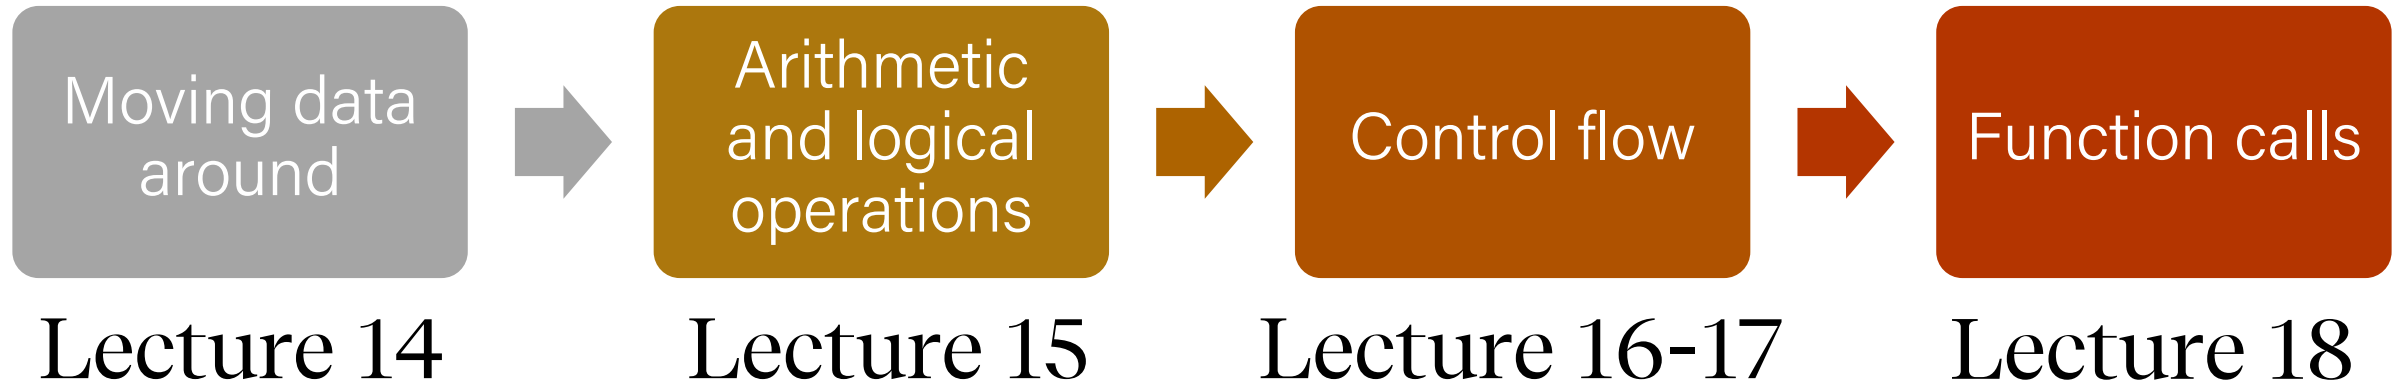 Moving data
around
Arithmetic
and logical
operations
Control flow
Function calls
Lecture 14
Lecture 15
Lecture 16-17
Lecture 18